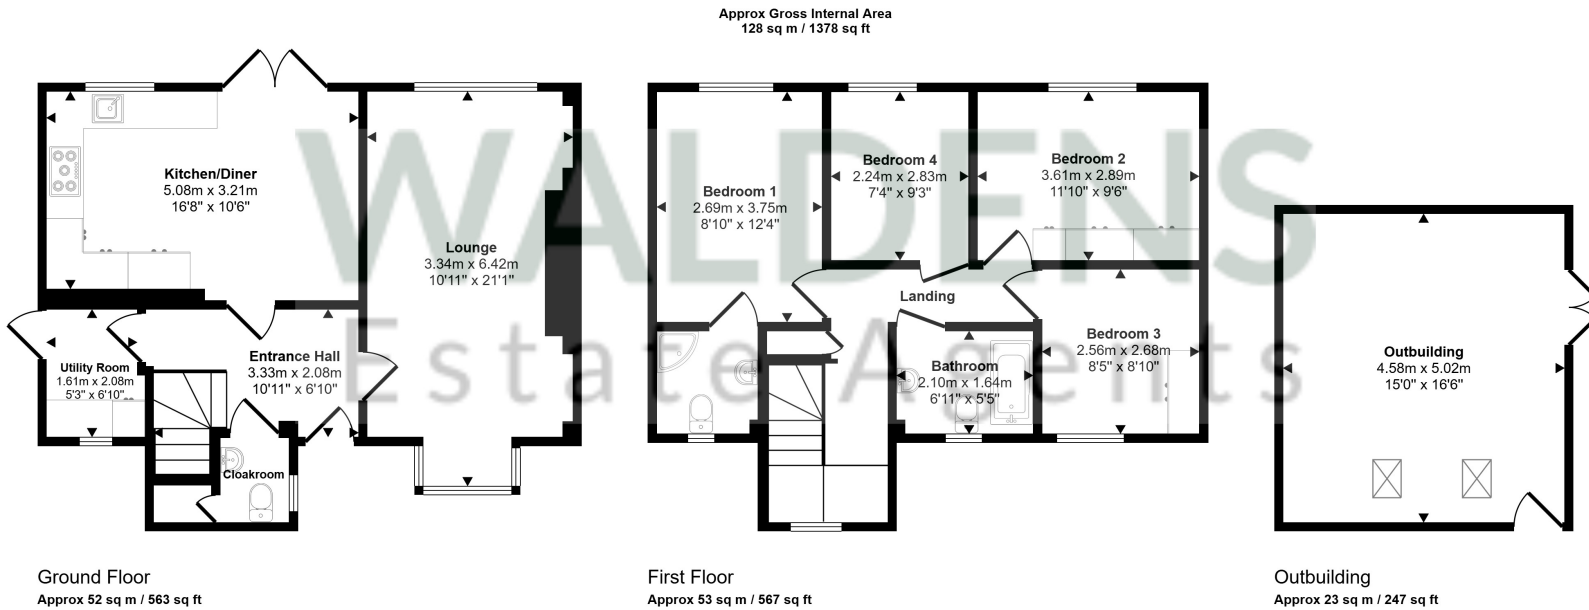 Approx Gross Internal Area
128 sq m / 1378 sq ft
WALDENS
Estate Agents
Kitchen/Diner
5.08m x 3.21m
16'8" x 10'6"
Lounge
3.34m x 6.42m
10'11" x 21'1"
Utility Room
1.61m x 2.08m
5'3" x 6'10"
Entrance Hall
3.33m x 2.08m
10'11" x 6'10"
Cloakroom
Ground Floor
Approx 52 sq m / 563 sq ft
Bedroom 1
2.69m x 3.75m
8'10" x 12'4"
Bedroom 4
2.24m x 2.83m
7'4" x 9'3"
Bedroom 2
3.61m x 2.89m
11'10" x 9'6"
Landing
Bathroom
2.10m x 1.64m
6'11" x 5'5"
Bedroom 3
2.56m x 2.68m
8'5" x 8'10"
First Floor
Approx 53 sq m / 567 sq ft
Outbuilding
4.58m x 5.02m
15'0" x 16'6"
Outbuilding
Approx 23 sq m / 247 sq ft